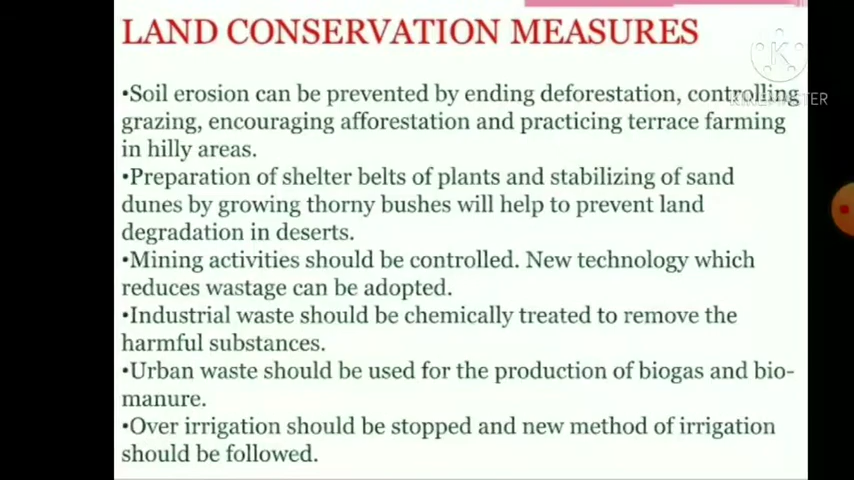 LAND CONSERVATION MEASURES
•Soil erosion can be prevented by ending deforestation, controlling
grazing, encouraging afforestation and practicing terrace farming
in hilly areas.
•Preparation of shelter belts of plants and stabilizing of sand
dunes by growing thorny bushes will help to prevent land
degradation in deserts.
•Mining activities should be controlled. New technology which
reduces wastage can be adopted.
•Industrial waste should be chemically treated to remove the
harmful substances.
•Urban waste should be used for the production of biogas and bio-
manure.
•Over irrigation should be stopped and new method of irrigation
should be followed.
K
KINEMASTER